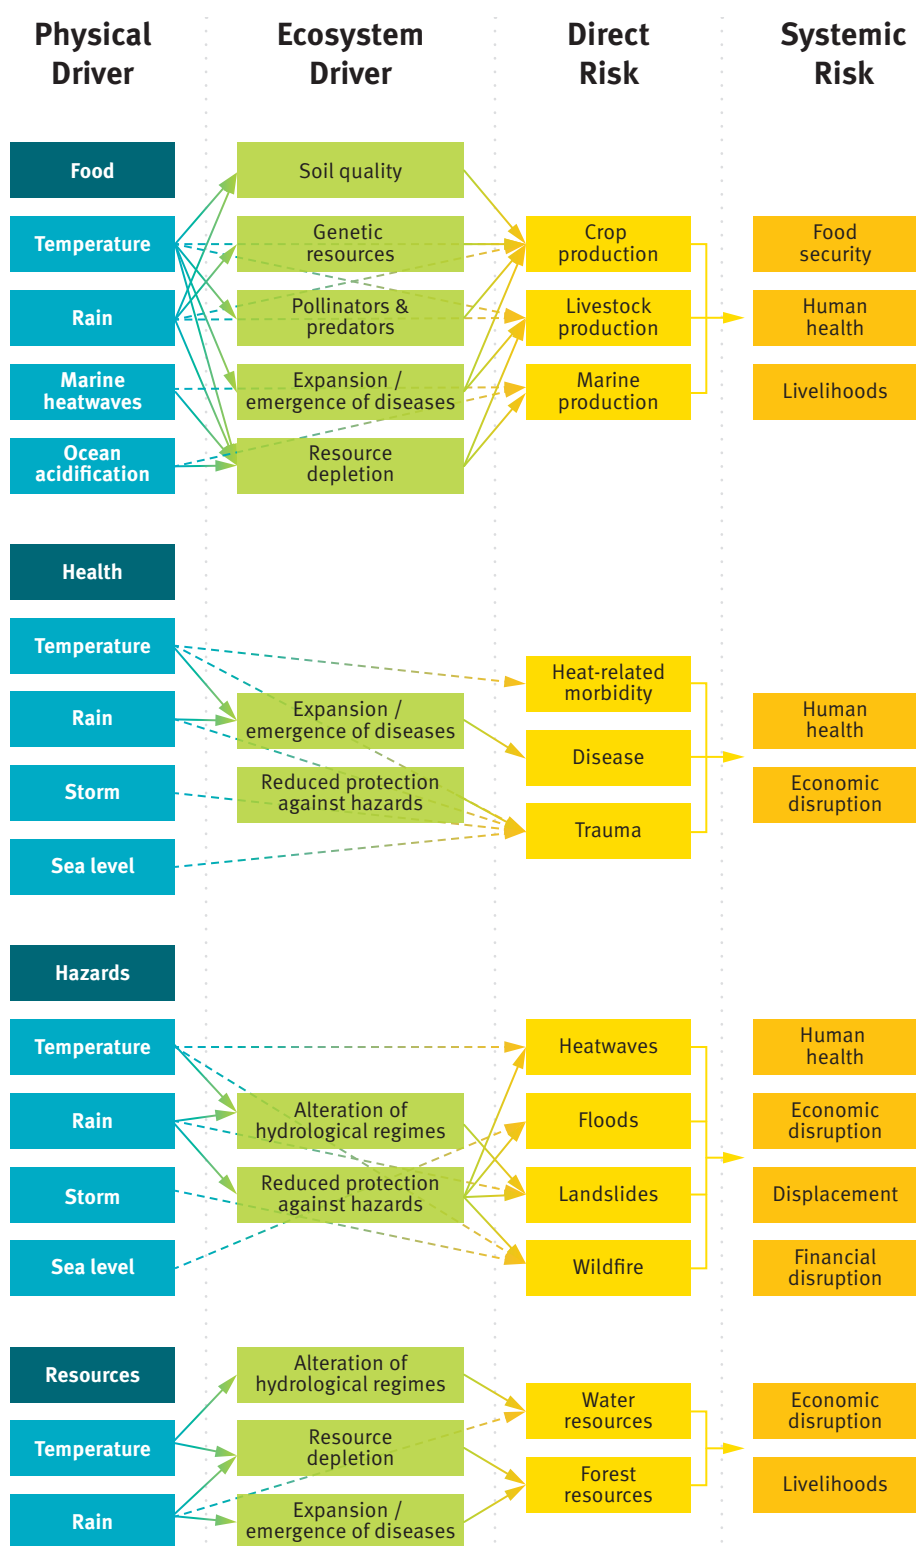 Physical
Driver
Ecosystem
Driver
Direct
Risk
Systemic
Risk
Food
Temperature
Rain
Marine
heatwaves
Ocean
acidification
Soil quality
Genetic
resources
Pollinators &
predators
Expansion /
emergence of diseases
Resource
depletion
Crop
production
Livestock
production
Marine
production
Food
security
Human
health
Livelihoods
Health
Temperature
Rain
Storm
Sea level
Expansion /
emergence of diseases
Reduced protection
against hazards
Heat-related
morbidity
Disease
Trauma
Human
health
Economic
disruption
Hazards
Temperature
Rain
Storm
Sea level
Alteration of
hydrological regimes
Reduced protection
against hazards
Heatwaves
Floods
Landslides
Wildfire
Human
health
Economic
disruption
Displacement
Financial
disruption
Resources
Temperature
Rain
Alteration of
hydrological regimes
Resource
depletion
Expansion /
emergence of diseases
Water
resources
Forest
resources
Economic
disruption
Livelihoods